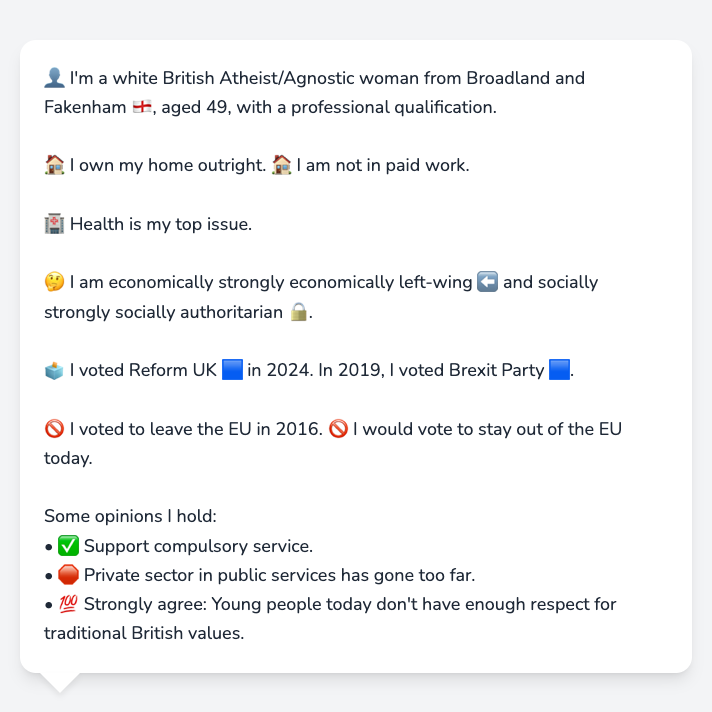 👤 I'm a white British Atheist/Agnostic woman from Broadland and
Fakenham 🏴󠁧󠁢󠁥󠁮󠁧󠁿, aged 49, with a professional qualification.
🏠 I own my home outright. 🏠 I am not in paid work.
🏥 Health is my top issue.
🤔 I am economically strongly economically left-wing ⬅️ and socially
strongly socially authoritarian 🔒.
🗳️ I voted Reform UK 🟦 in 2024. In 2019, I voted Brexit Party 🟦.
🚫 I voted to leave the EU in 2016. 🚫 I would vote to stay out of the EU
today.
Some opinions I hold:
• ✅ Support compulsory service.
• 🛑 Private sector in public services has gone too far.
• 💯 Strongly agree: Young people today don't have enough respect for
traditional British values.